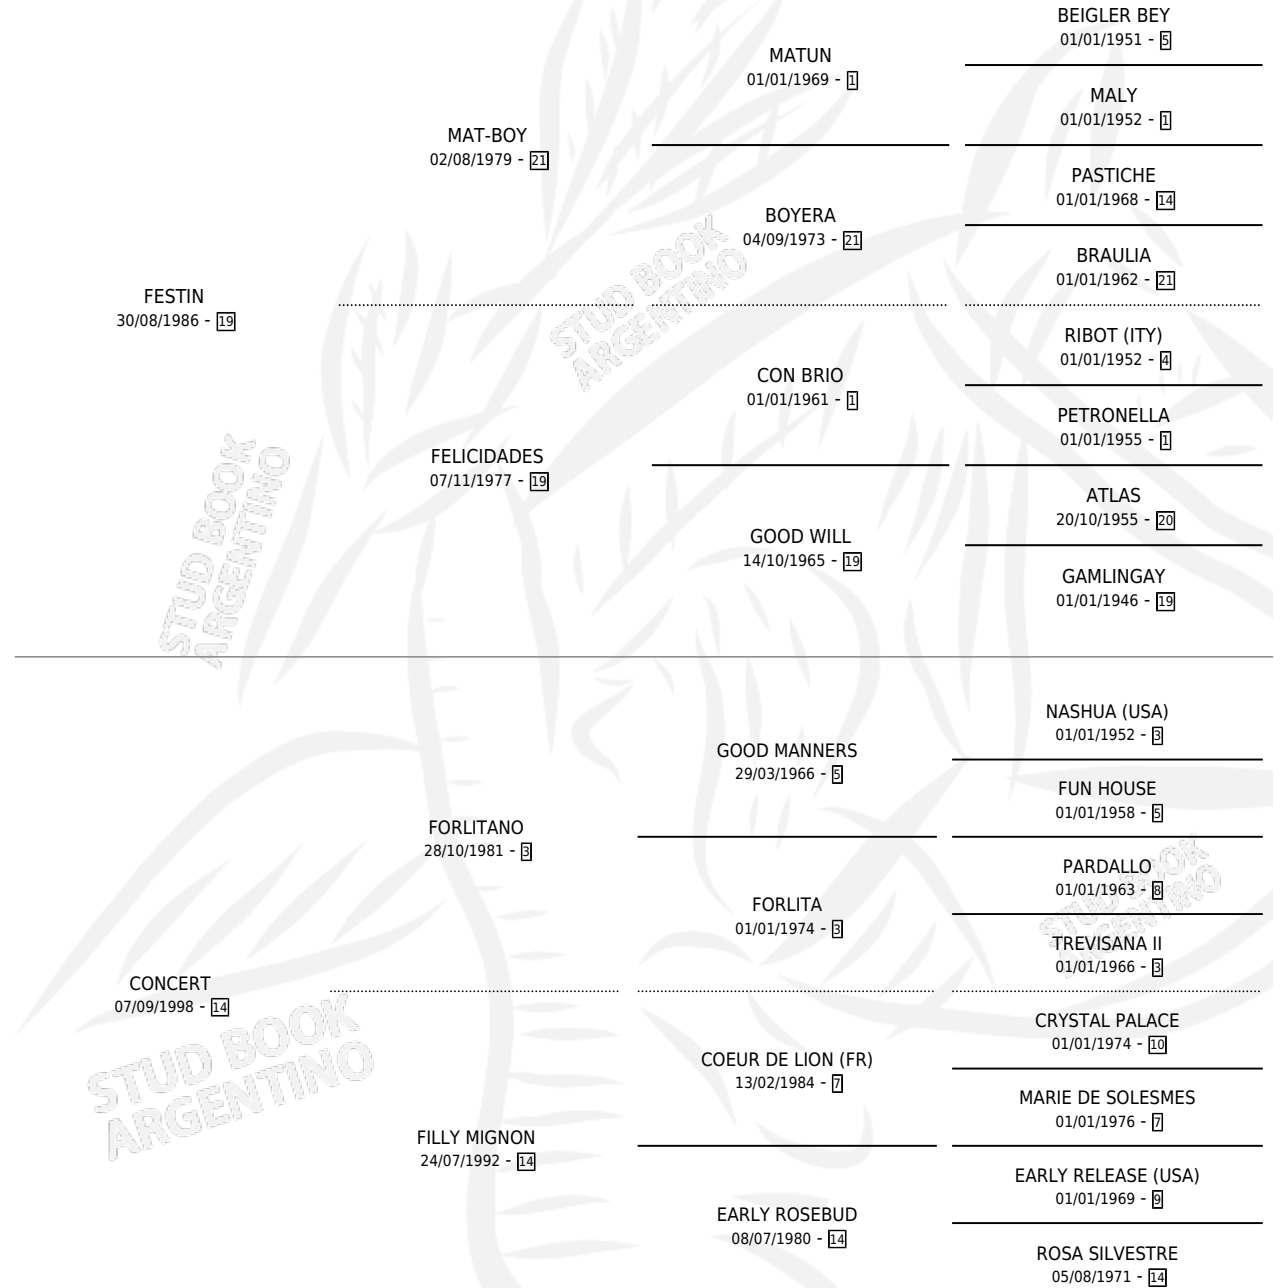 BEIGLER BEY
01/01/1951 - 5
MATUN
01/01/1969 - 1
MALY
01/01/1952 - 1
MAT-BOY
02/08/1979 - 21
PASTICHE
01/01/1968 - 14
BOYERA
04/09/1973 - 21
BRAULIA
01/01/1962 - 21
FESTIN
30/08/1986 - 19
STUD BOOK
ARGENTINO
RIBOT (ITY)
01/01/1952 - 4
CON BRIO
01/01/1961 - 1
PETRONELLA
01/01/1955 - 1
FELICIDADES
07/11/1977 - 19
ATLAS
20/10/1955 - 20
GOOD WILL
14/10/1965 - 19
GAMLINGAY
01/01/1946 - 19
STUD BOOK
ARGENTINO
NASHUA (USA)
01/01/1952 - 3
GOOD MANNERS
29/03/1966 - 5
FUN HOUSE
01/01/1958 - 5
FORLITANO
28/10/1981 - 3
PARDALLO
01/01/1963 - 8
FORLITA
01/01/1974 - 3
STUD BOOK
ARGENTINO
TREVISANA II
01/01/1966 - 3
CONCERT
07/09/1998 - 14
CRYSTAL PALACE
01/01/1974 - 10
COEUR DE LION (FR)
13/02/1984 - 7
MARIE DE SOLESMES
01/01/1976 - 7
STUD BOOK
ARGENTINO
FILLY MIGNON
24/07/1992 - 14
EARLY RELEASE (USA)
01/01/1969 - 9
EARLY ROSEBUD
08/07/1980 - 14
ROSA SILVESTRE
05/08/1971 - 14